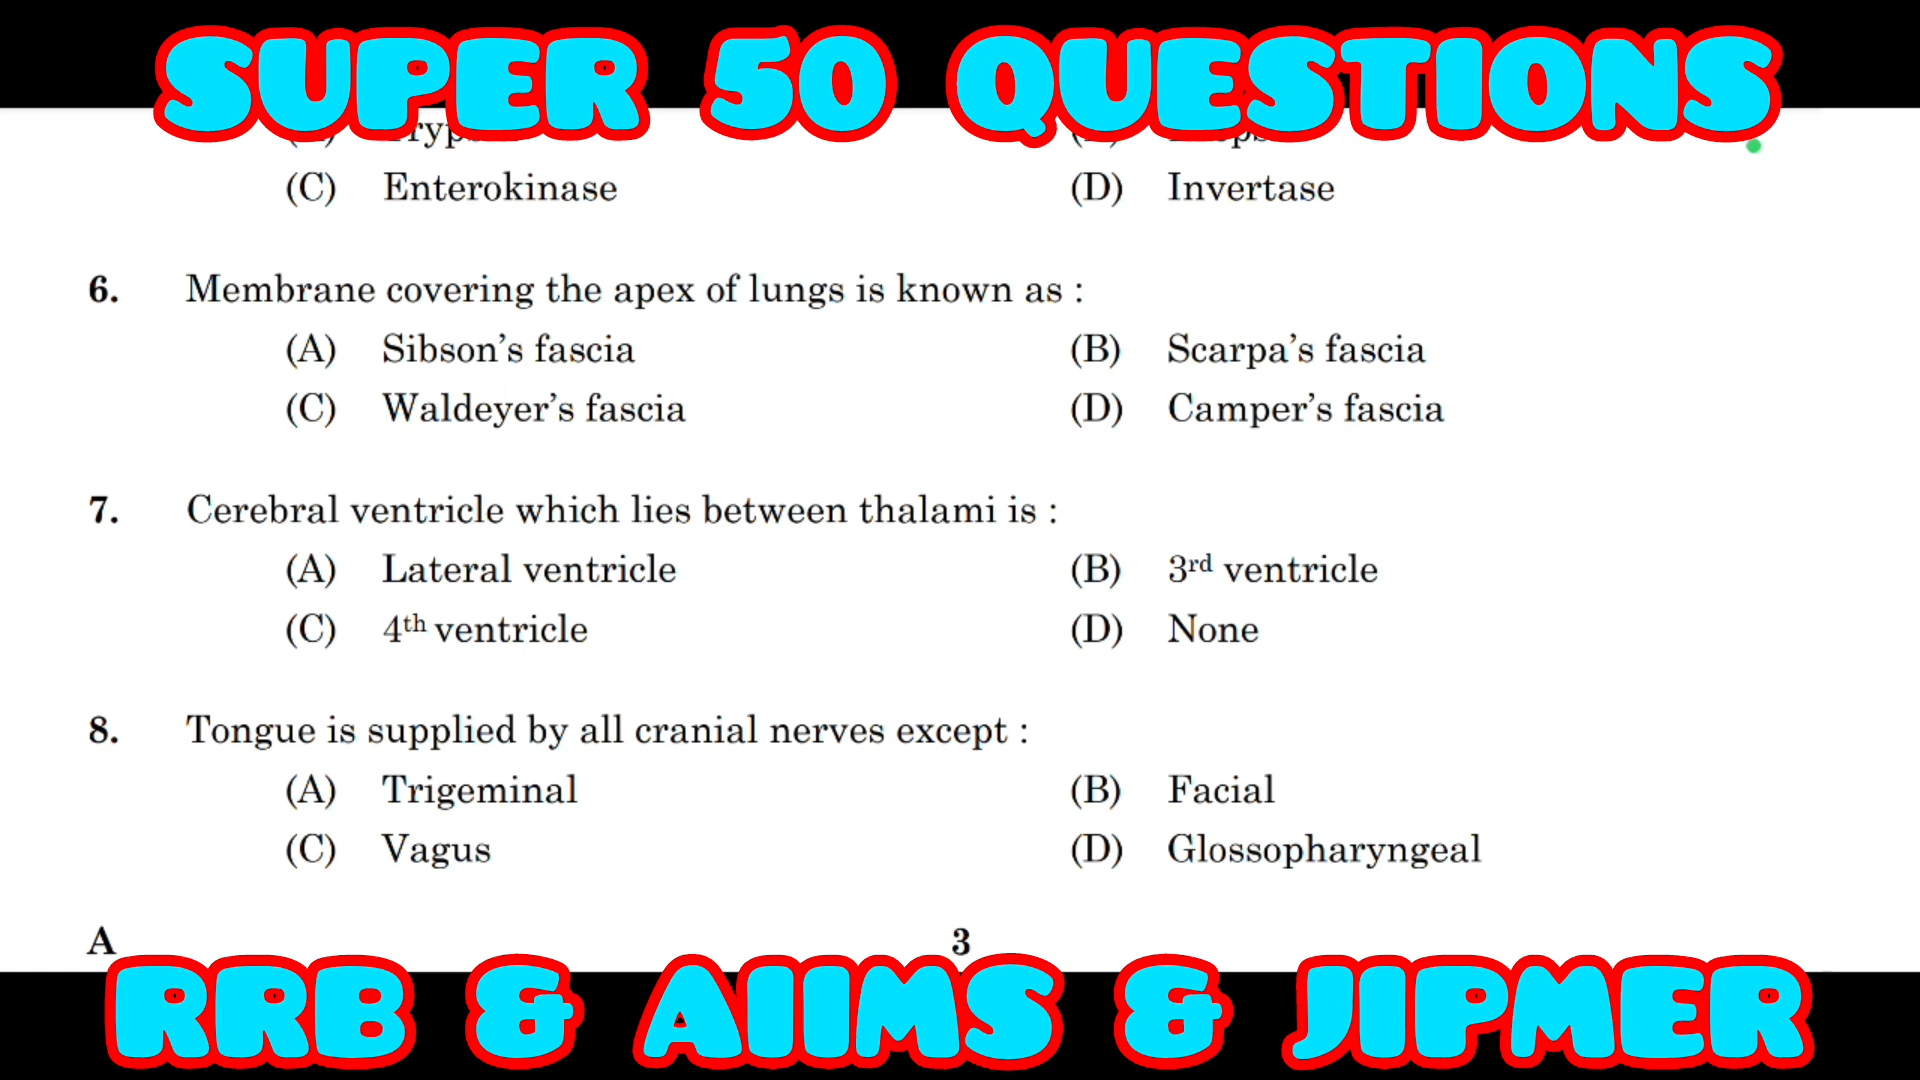 SUPER 50 QUESTIONS
(C) Enterokinase (D) Invertase
6. Membrane covering the apex of lungs is known as :
(A) Sibson’s fascia (B) Scarpa’s fascia
(C) Waldeyer’s fascia (D) Camper’s fascia
7. Cerebral ventricle which lies between thalami is :
(A) Lateral ventricle (B) 3rd ventricle
(C) 4th ventricle (D) None
8. Tongue is supplied by all cranial nerves except :
(A) Trigeminal (B) Facial
(C) Vagus (D) Glossopharyngeal
A 3
RRB & AIIMS & JIPMER